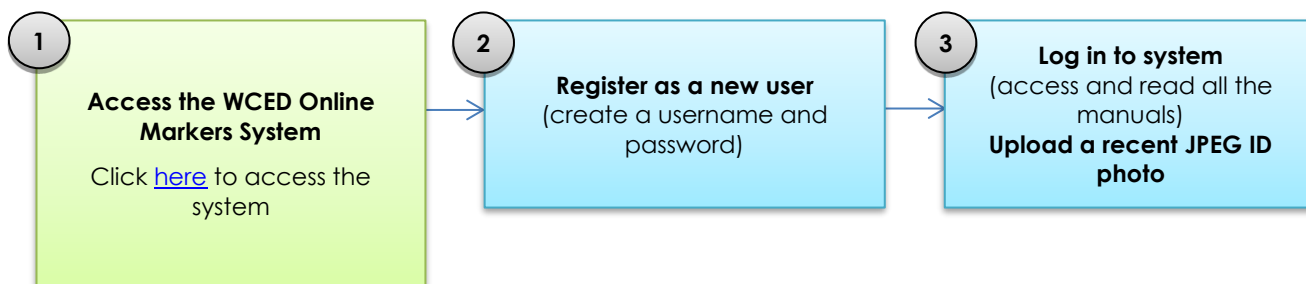 1
Access the WCED Online
Markers System
Click here to access the
system
2
Register as a new user
(create a username and
password)
3
Log in to system
(access and read all the
manuals)
Upload a recent JPEG ID
photo